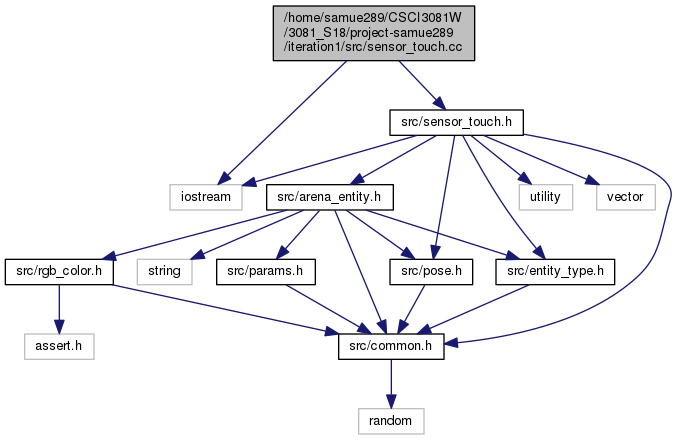 /home/samue289/CSCI3081W
/3081_S18/project-samue289
/iteration1/src/sensor_touch.cc
src/sensor_touch.h
iostream
src/arena_entity.h
utility
vector
src/rgb_color.h
string
src/params.h
src/pose.h
src/entity_type.h
assert.h
src/common.h
random